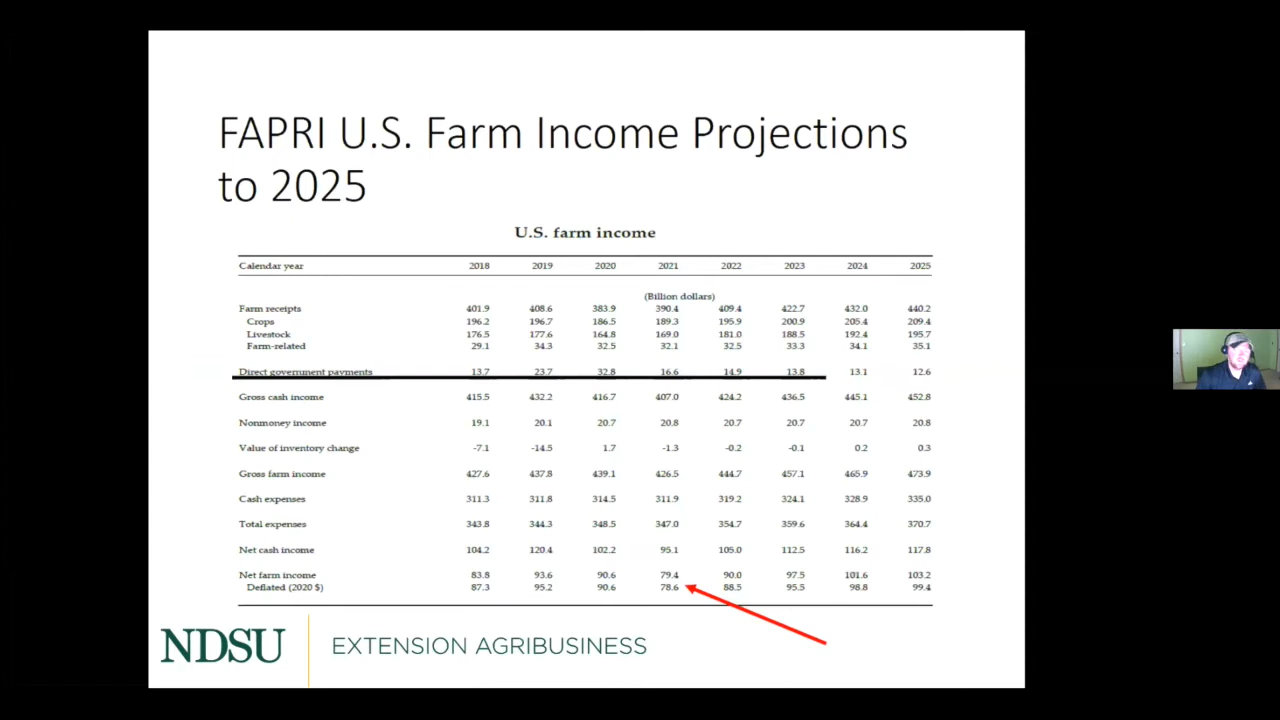 FAPRI U.S. Farm Income Projections
to 2025
U.S. farm income
Calendar year 2018 2019 2020 2021 2022 2023 2024 2025
(Billion dollars)
Farm receipts 401.9 408.6 383.9 390.4 409.4 422.7 432.0 440.2
Crops 196.2 196.7 186.5 189.3 195.9 200.9 205.4 209.4
Livestock 176.5 177.6 164.8 169.0 181.0 188.5 192.4 195.7
Farm-related 29.1 34.3 32.5 32.1 32.5 33.3 34.1 35.1
Direct government payments 13.7 23.7 32.8 16.6 14.9 13.8 13.1 12.6
Gross cash income 415.5 432.2 416.7 407.0 424.2 436.5 445.1 452.8
Nonmoney income 19.1 20.1 20.7 20.8 20.7 20.7 20.7 20.8
Value of inventory change -7.1 -14.5 1.7 -1.3 -0.2 -0.1 0.2 0.3
Gross farm income 427.6 437.8 439.1 426.5 444.7 457.1 465.9 473.9
Cash expenses 311.3 311.8 314.5 311.9 319.2 324.1 328.9 335.0
Total expenses 343.8 344.3 348.5 347.0 354.7 359.6 364.4 370.7
Net cash income 104.2 120.4 102.2 95.1 105.0 112.5 116.2 117.8
Net farm income 83.8 93.6 90.6 79.4 90.0 97.5 101.6 103.2
Deflated (2020 $) 87.3 95.2 90.6 78.6 88.5 95.5 98.8 99.4
NDSU EXTENSION AGRIBUSINESS